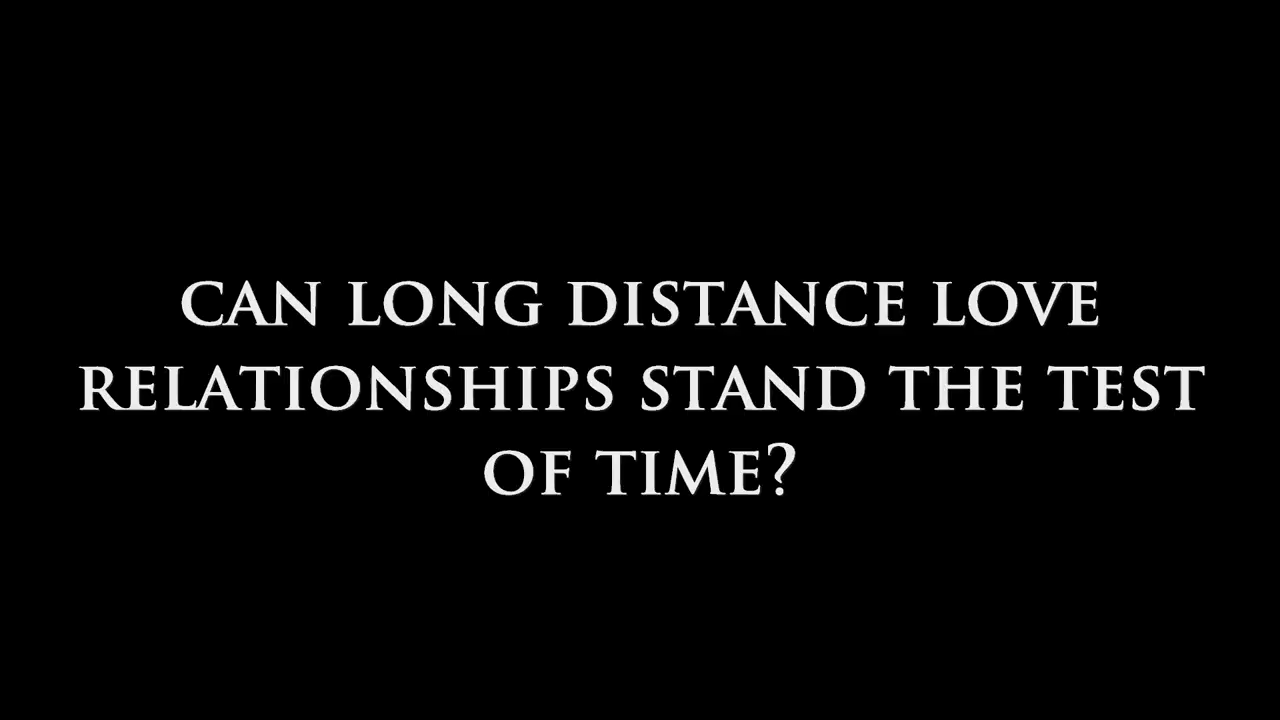 CAN LONG DISTANCE LOVE
RELATIONSHIPS STAND THE TEST
OF TIME?